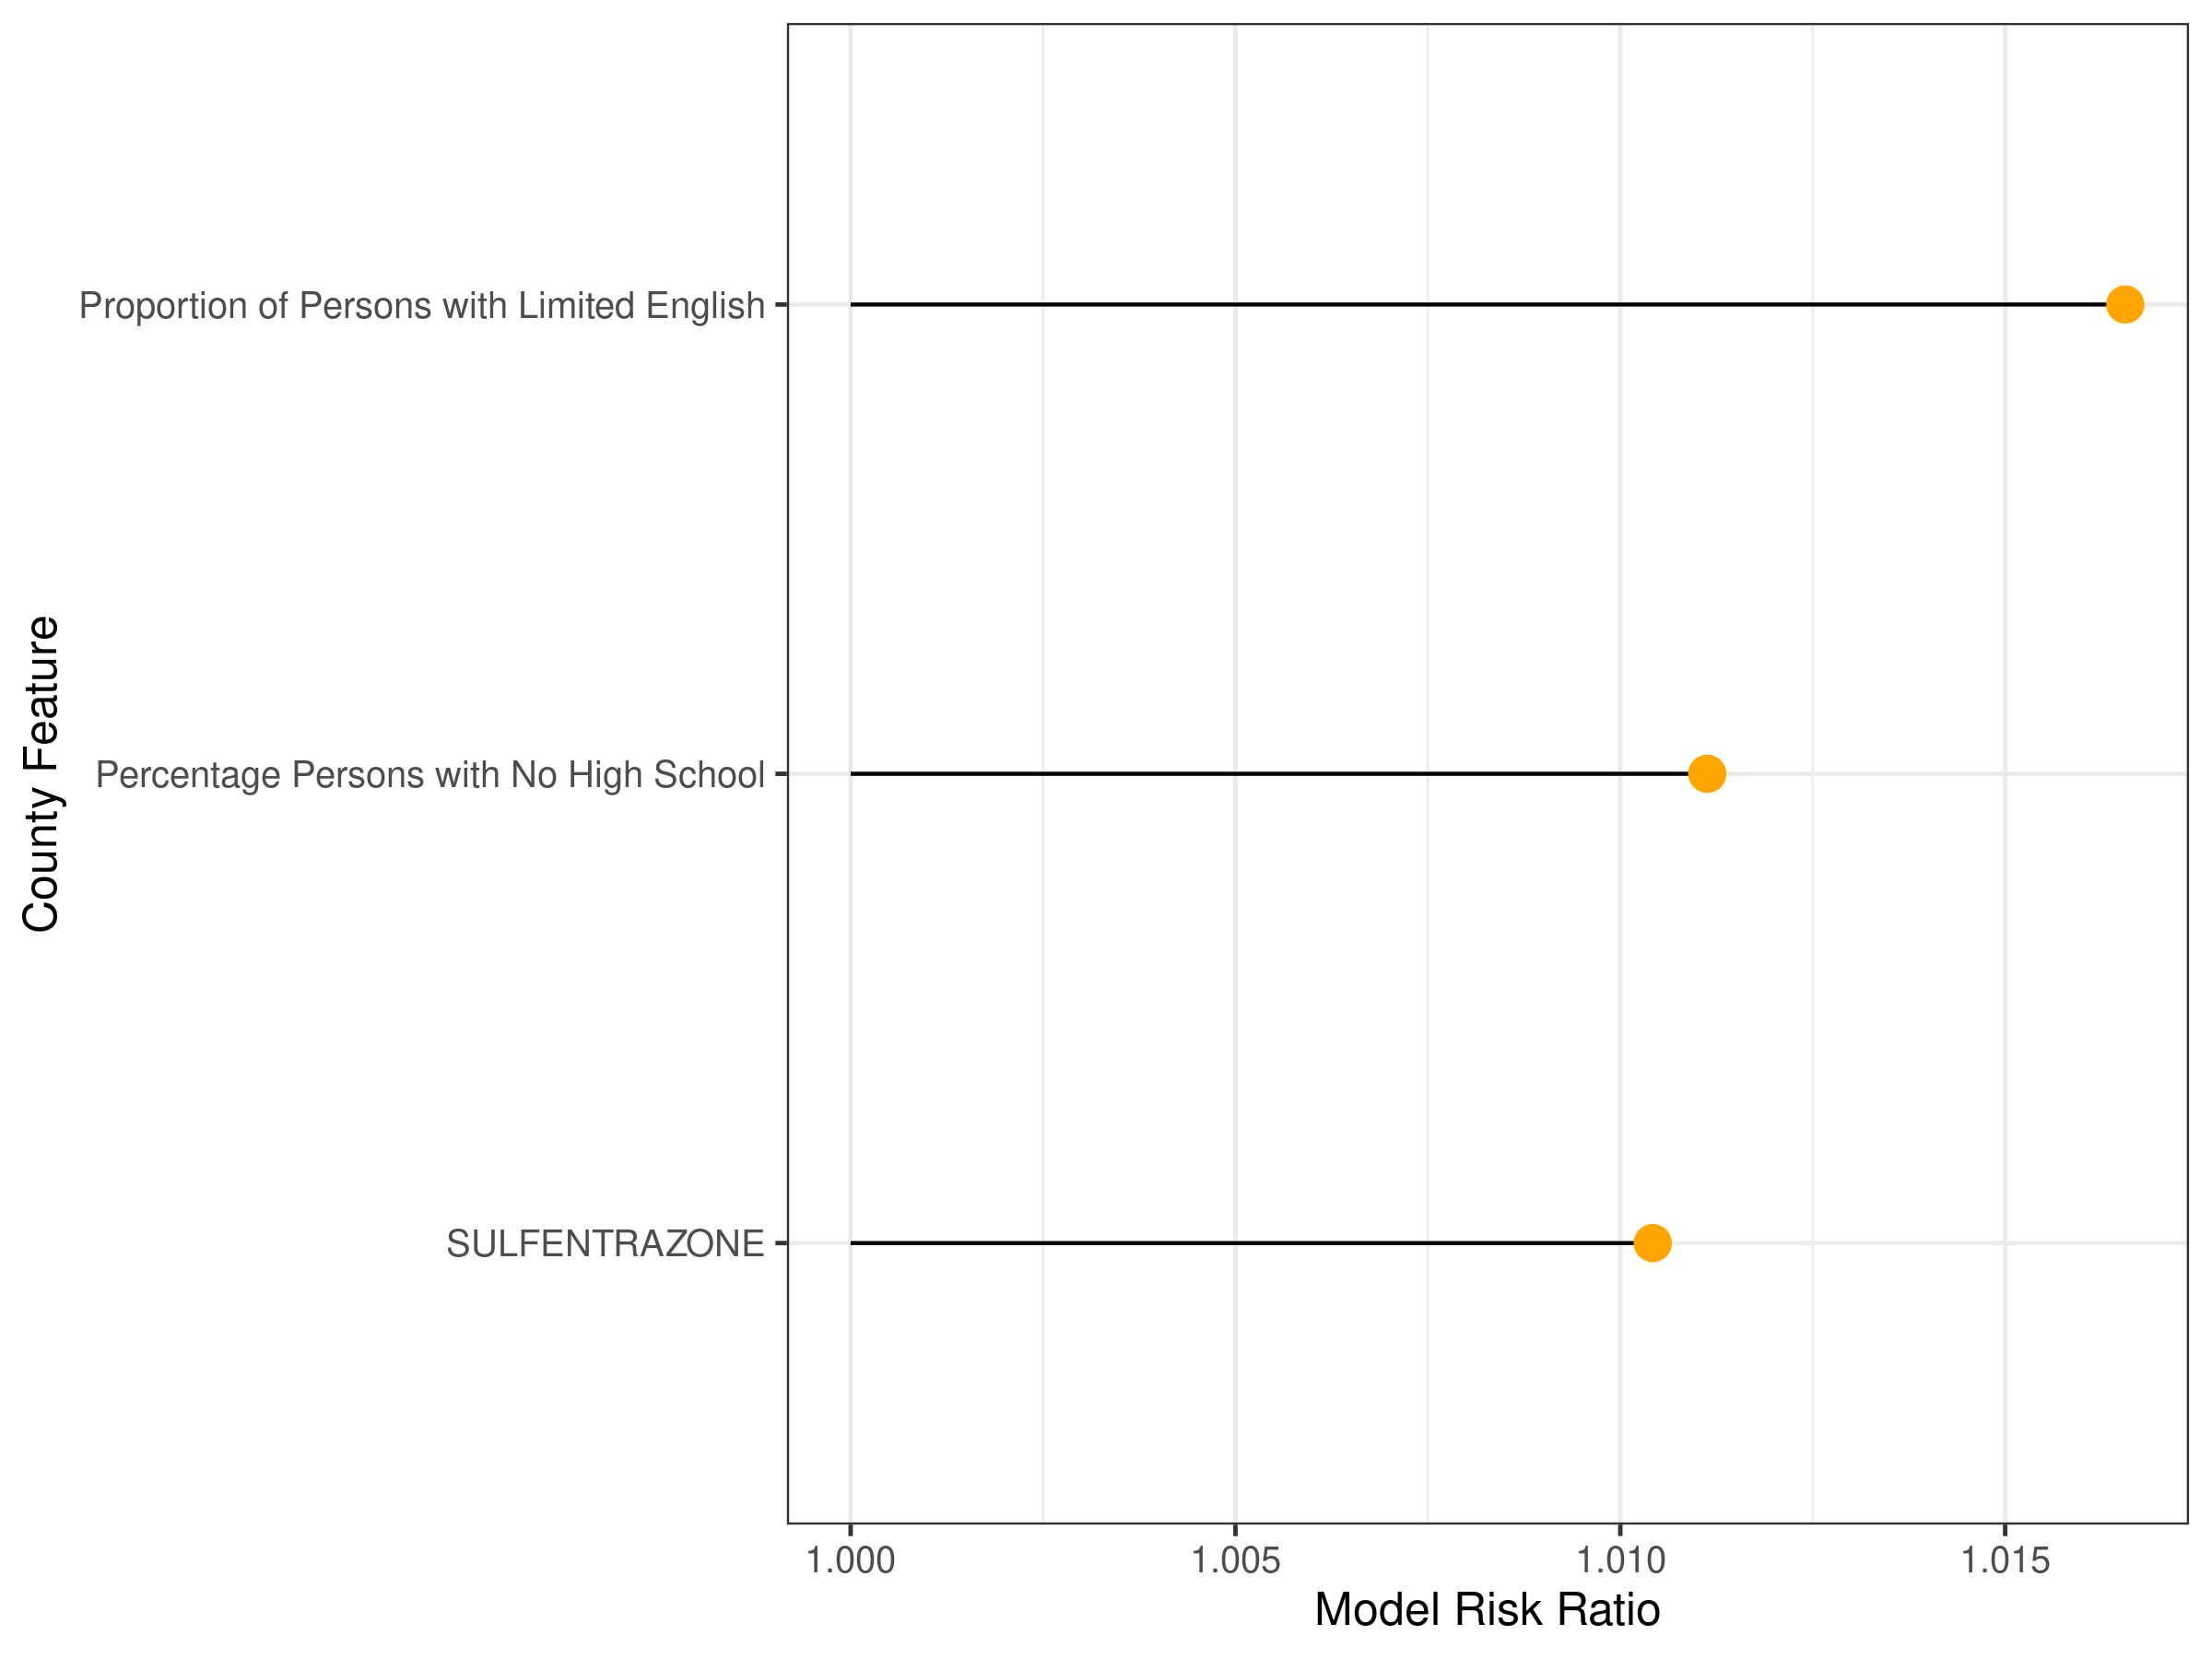 Proportion of Persons with Limited English
Percentage Persons with No High School
SULFENTRAZONE
County Feature
1.000 1.005 1.010 1.015
Model Risk Ratio